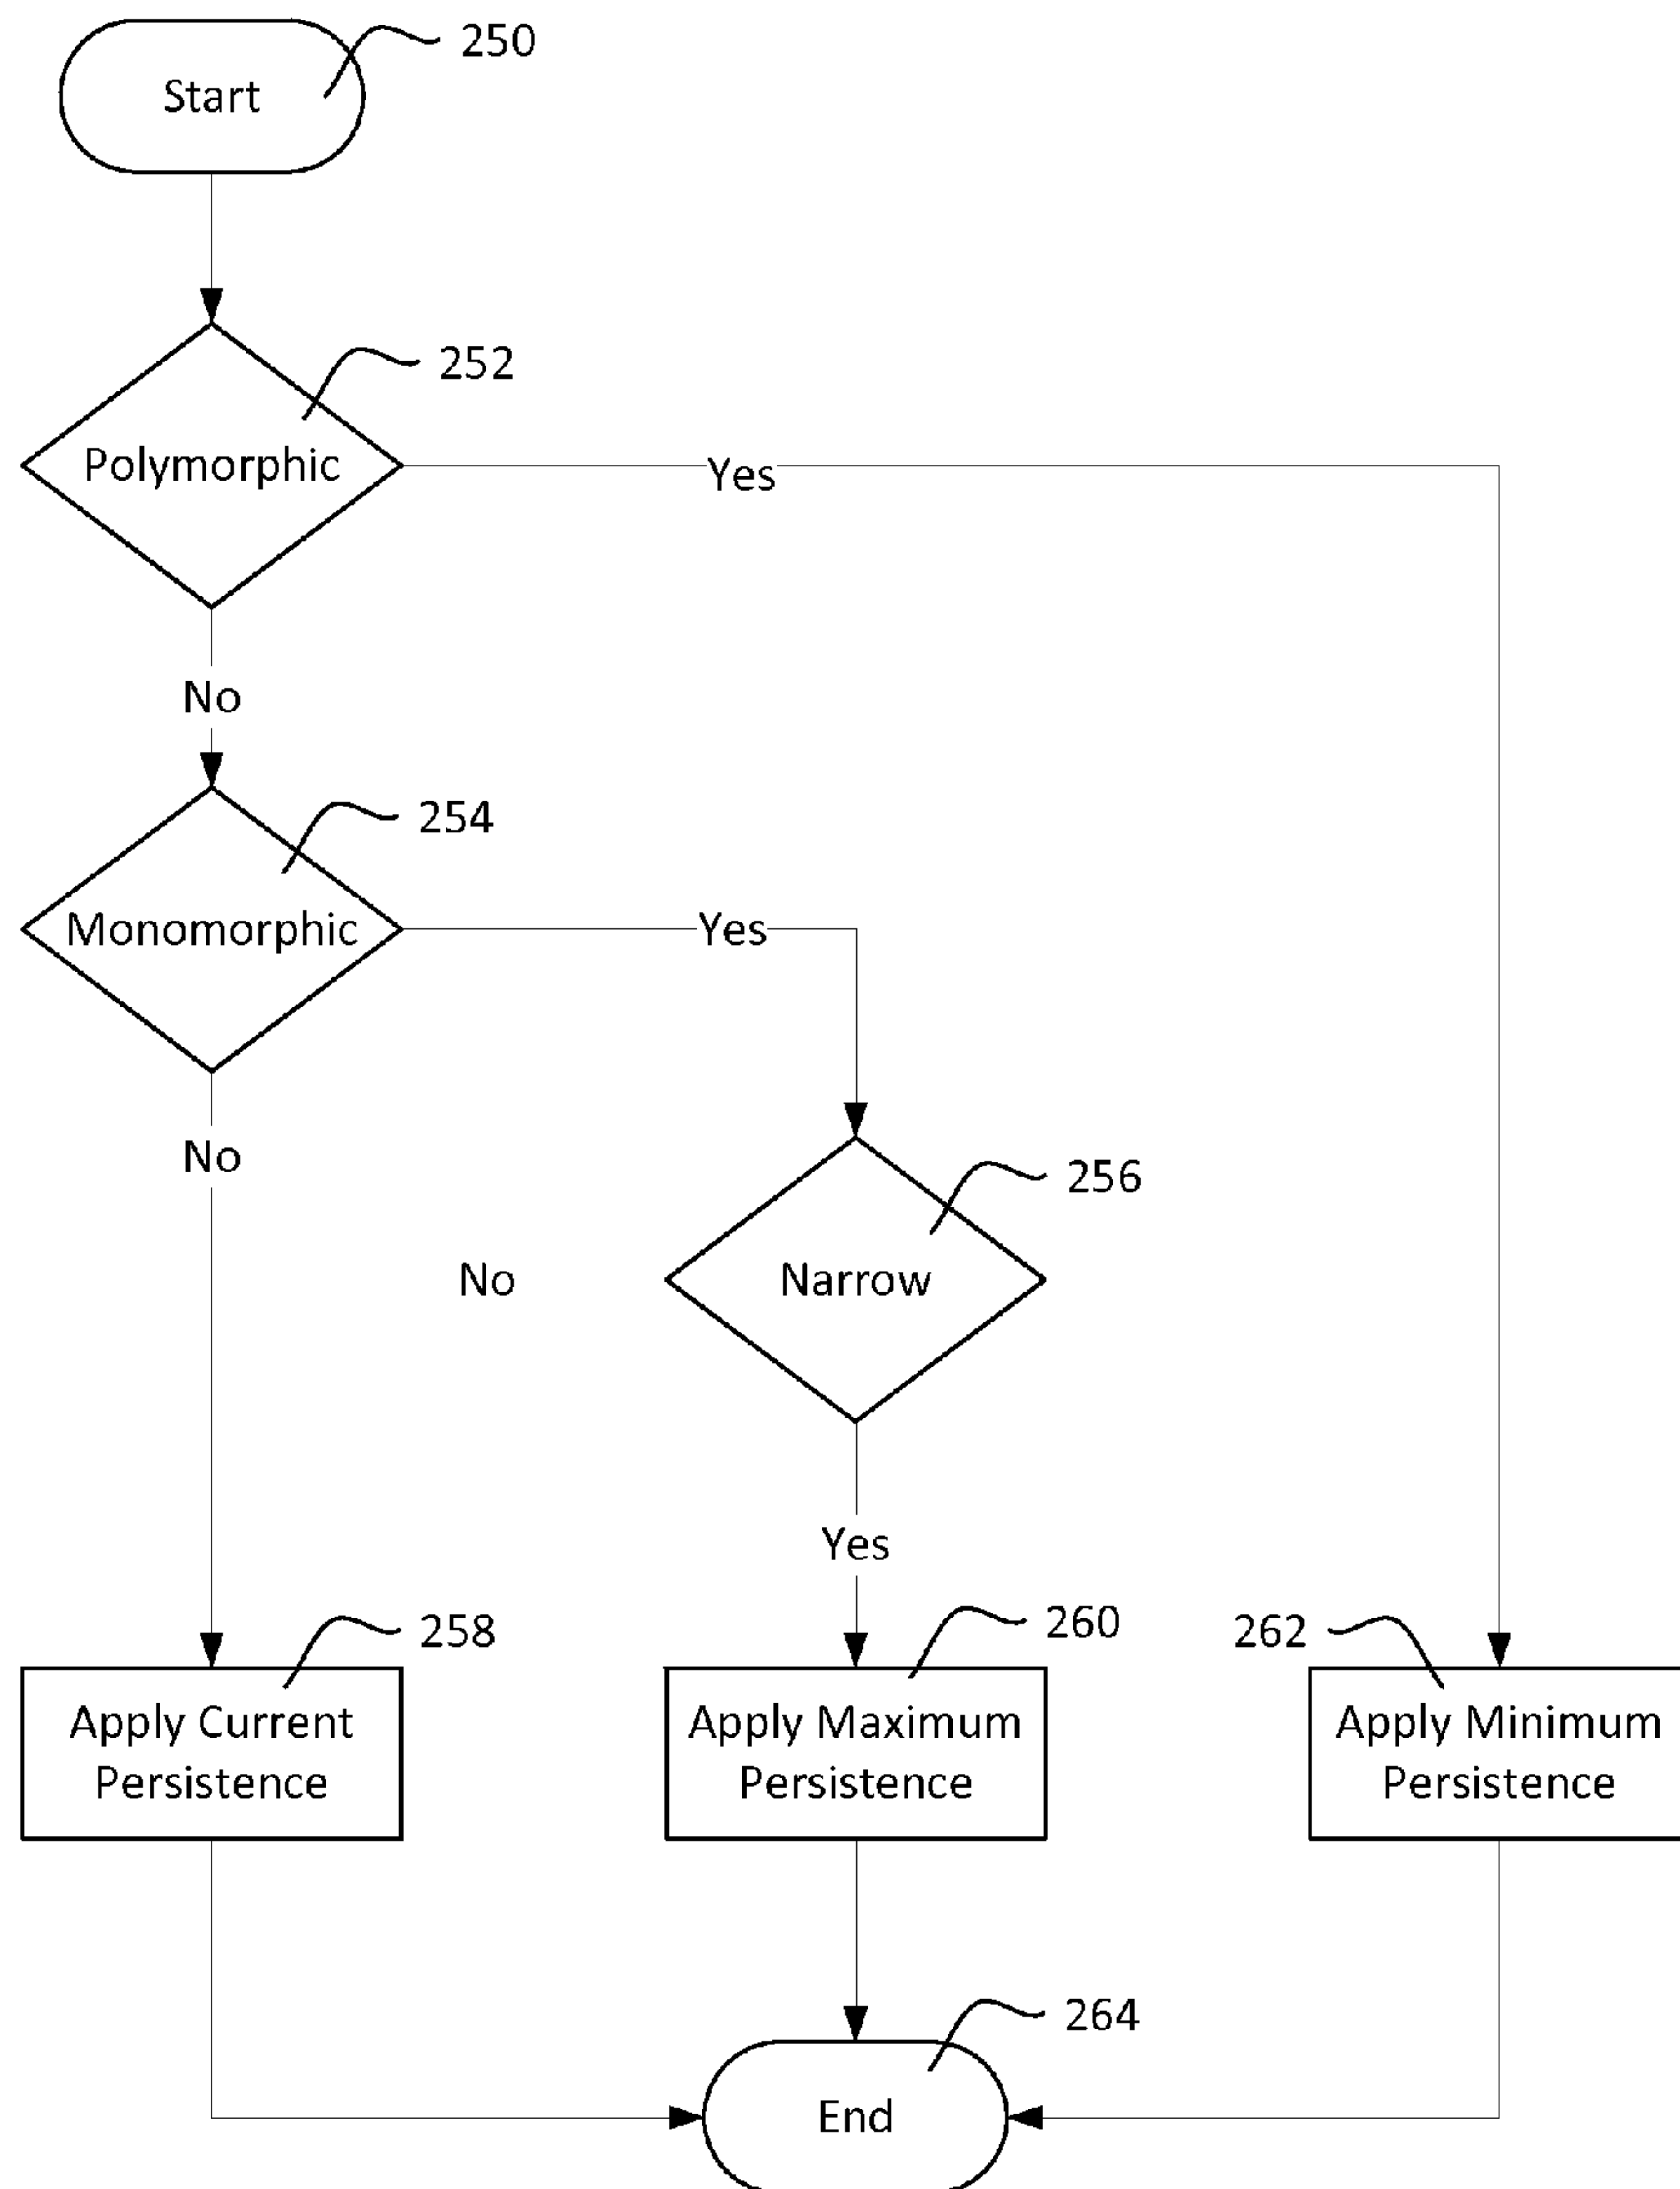 250
Start
252
Polymorphic
Yes
No
254
Monomorphic
Yes
No
256
No
Narrow
Yes
258
260
262
Apply Current
Persistence
Apply Maximum
Persistence
Apply Minimum
Persistence
264
End